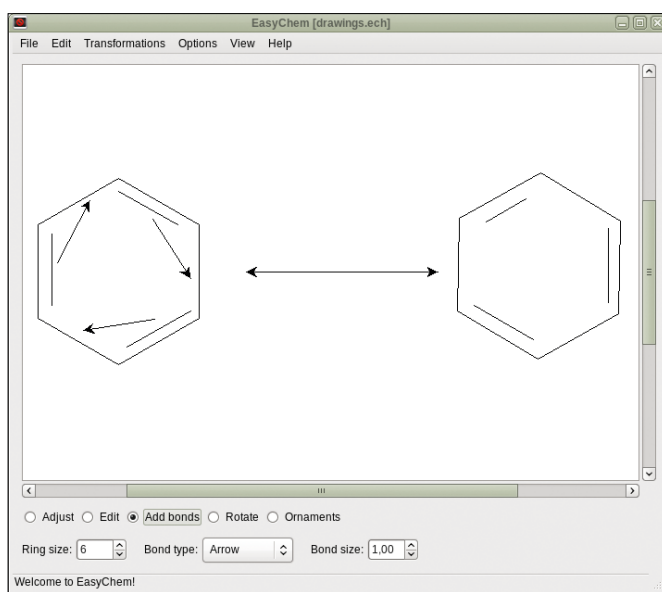 EasyChem [drawings.ech]
File Edit Transformations Options View Help
Adjust Edit Add bonds Rotate Ornaments
Ring size: 6 Bond type: Arrow Bond size: 1,00
Welcome to EasyChem!